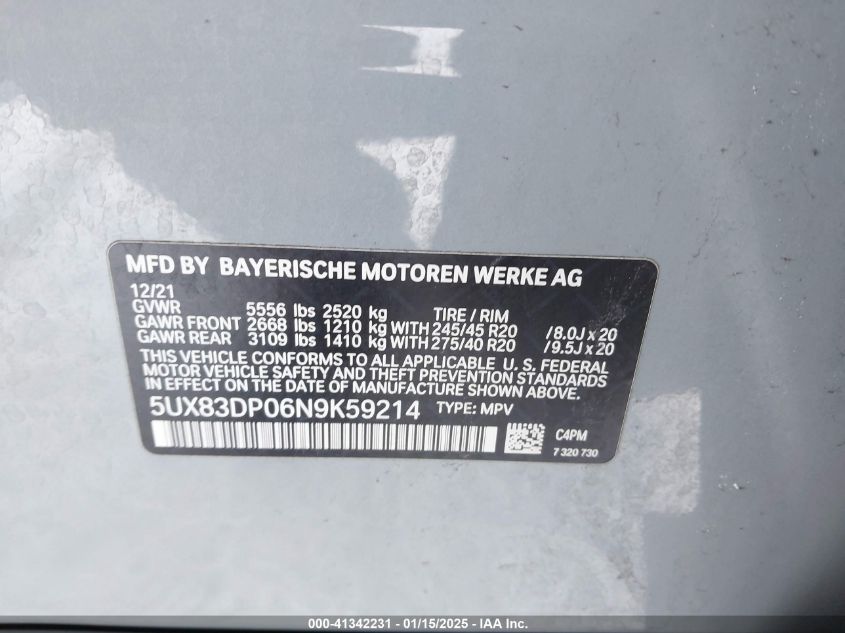 MFD BY BAYERISCHE MOTOREN WERKE AG
12/21
GVWR 5556 lbs 2520 kg TIRE / RIM
GAWR FRONT 2668 lbs 1210 kg WITH 245/45 R20 /8.0J x 20
GAWR REAR 3109 lbs 1410 kg WITH 275/40 R20 /9.5J x 20
THIS VEHICLE CONFORMS TO ALL APPLICABLE U. S. FEDERAL
MOTOR VEHICLE SAFETY AND THEFT PREVENTION STANDARDS
IN EFFECT ON THE DATE OF MANUFACTURE SHOWN ABOVE.
5UX83DP06N9K59214 TYPE: MPV
C4PM
7 320 730
000-41342231 - 01/15/2025 - IAA Inc.